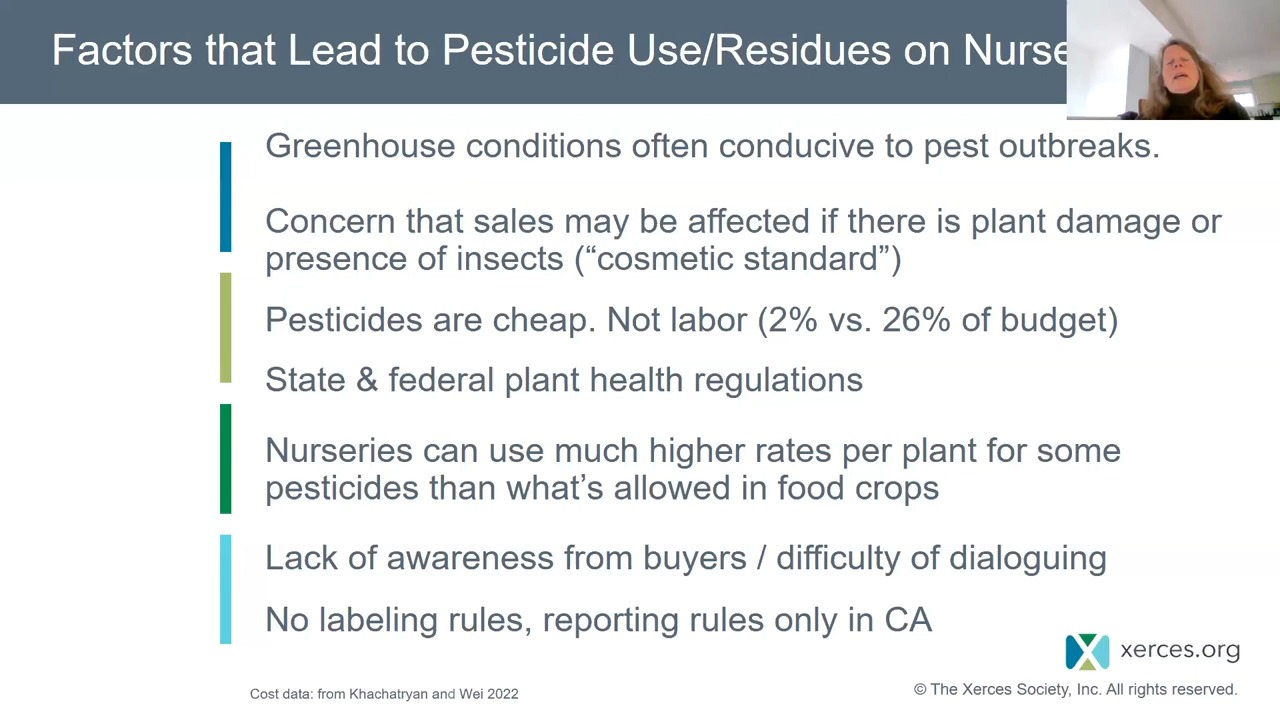 Factors that Lead to Pesticide Use/Residues on
Greenhouse conditions often conducive to pest outbreaks.
Concern that sales may be affected if there is plant damage or
presence of insects (“cosmetic standard”)
Pesticides are cheap. Not labor (2% vs. 26% of budget)
State & federal plant health regulations
Nurseries can use much higher rates per plant for some
pesticides than what’s allowed in food crops
Lack of awareness from buyers / difficulty of dialoguing
No labeling rules, reporting rules only in CA
xerces.org
Cost data: from Khachatryan and Wei 2022
© The Xerces Society, Inc. All rights reserved.